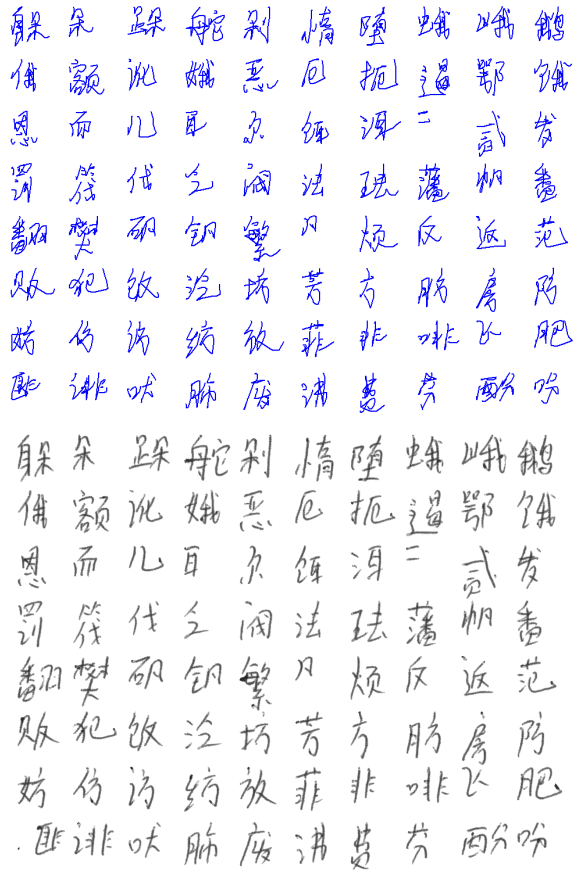 躲 朵 跺 舵 剁 惰 堕 蛾 峨 鹅
俄 额 讹 娥 恶 厄 扼 遏 鄂 饿
恩 而 儿 耳 尔 饵 洱 二 贰 发
罚 筏 伐 乏 阀 法 珐 藩 帆 番
翻 樊 矾 钒 繁 凡 烦 反 返 范
贩 犯 饭 泛 坊 芳 方 肪 房 防
妨 仿 访 纺 放 菲 非 啡 飞 肥
匪 诽 吠 肺 废 沸 费 芬 酚 吩
躲 朵 跺 舵 剁 惰 堕 蛾 峨 鹅
俄 额 讹 娥 恶 厄 扼 遏 鄂 饿
恩 而 儿 耳 尔 饵 洱 二 贰 发
罚 筏 伐 乏 阀 法 珐 藩 帆 番
翻 樊 矾 钒 繁 凡 烦 反 返 范
贩 犯 饭 泛 坊 芳 方 肪 房 防
妨 仿 访 纺 放 菲 非 啡 飞 肥
匪 诽 吠 肺 废 沸 费 芬 酚 吩